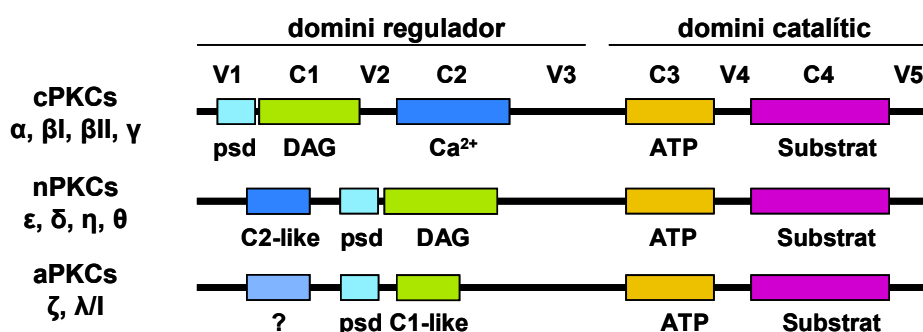 domini regulador domini catalític
V1 C1 V2 C2 V3 C3 V4 C4 V5
cPKCs
α, βI, βII, γ
psd DAG Ca²⁺ ATP Substrat
nPKCs
ε, δ, η, θ
C2-like psd DAG ATP Substrat
aPKCs
ζ, λ/I
? psd C1-like ATP Substrat